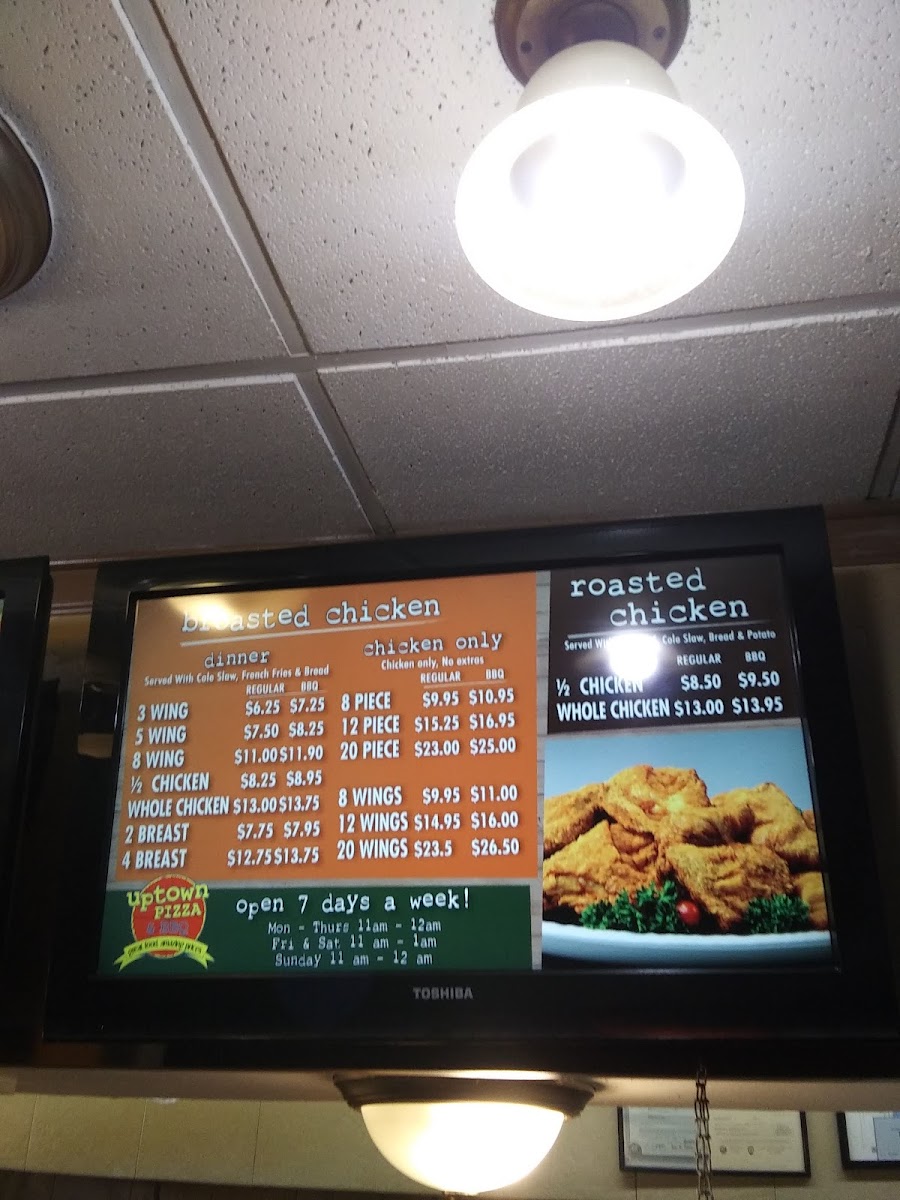 broasted chicken
dinner
Served With Cole Slaw, French Fries & Bread
REGULAR BBQ
3 WING $6.25 $7.25
5 WING $7.50 $8.25
8 WING $11.00 $11.90
½ CHICKEN $8.25 $8.95
WHOLE CHICKEN $13.00 $13.75
2 BREAST $7.75 $7.95
4 BREAST $12.75 $13.75
chicken only
Chicken only, No extras
REGULAR BBQ
8 PIECE $9.95 $10.95
12 PIECE $15.25 $16.95
20 PIECE $23.00 $25.00
8 WINGS $9.95 $11.00
12 WINGS $14.95 $16.00
20 WINGS $23.5 $26.50
roasted
chicken
Served Cole Slaw, Bread & Potato
REGULAR BBQ
½ CHICKEN $8.50 $9.50
WHOLE CHICKEN $13.00 $13.95
uptown
PIZZA
& BBQ
great food, amazing prices
open 7 days a week!
Mon - Thurs 11am - 12am
Fri & Sat 11 am - 1am
Sunday 11 am - 12 am
TOSHIBA